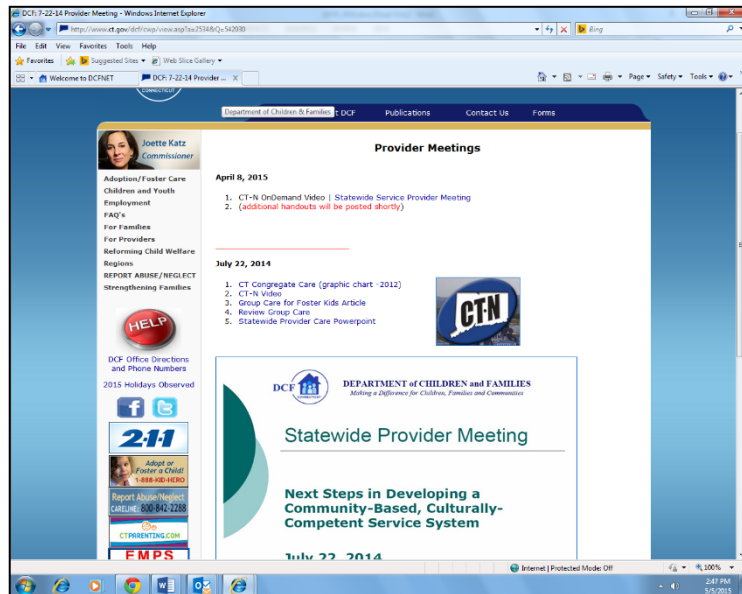 DCF: 7-22-14 Provider Meeting - Windows Internet Explorer
http://www.ct.gov/dcf/cwp/view.asp?a=2534&Q=542030
Bing
File Edit View Favorites Tools Help
Favorites Suggested Sites Web Slice Gallery
Welcome to DCFNET DCF: 7-22-14 Provider ... X Page Safety Tools
CONNECTICUT
Department of Children & Families t DCF Publications Contact Us Forms
Joette Katz
Commissioner
Adoption/Foster Care
Children and Youth
Employment
FAQ's
For Families
For Providers
Reforming Child Welfare
Regions
REPORT ABUSE/NEGLECT
Strengthening Families
HELP
DCF Office Directions
and Phone Numbers
2015 Holidays Observed
2-1-1
Adopt or
Foster a Child!
1-888-KID-HERO
Report Abuse/Neglect
CARELINE: 800-842-2288
CTPARENTING.COM
EMPS
Provider Meetings
April 8, 2015
1. CT-N OnDemand Video | Statewide Service Provider Meeting
2. (additional handouts will be posted shortly)
July 22, 2014
1. CT Congregate Care (graphic chart -2012)
2. CT-N Video
3. Group Care for Foster Kids Article
4. Review Group Care
5. Statewide Provider Care Powerpoint
CT-N
DCF
CONNECTICUT
DEPARTMENT of CHILDREN and FAMILIES
Making a Difference for Children, Families and Communities
Statewide Provider Meeting
Next Steps in Developing a
Community-Based, Culturally-
Competent Service System
July 22, 2014
Internet | Protected Mode: Off 100%
2:47 PM
5/5/2015